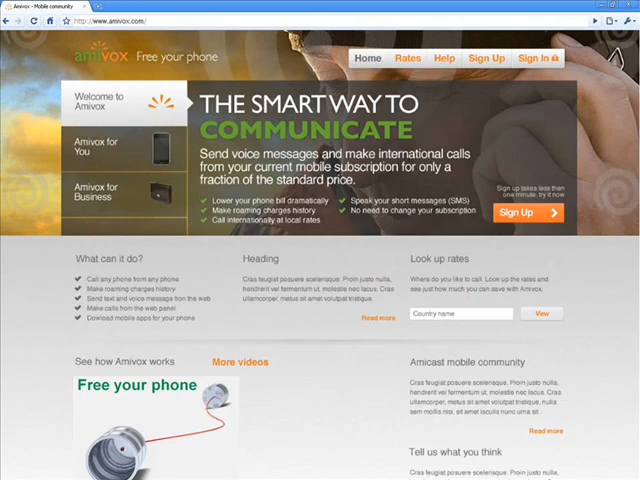 Amivox - Mobile community
http://www.amivox.com/
amivox Free your phone
Home Rates Help Sign Up Sign In
Welcome to
Amivox
Amivox for
You
Amivox for
Business
THE SMART WAY TO
COMMUNICATE
Send voice messages and make international calls
from your current mobile subscription for only a
fraction of the standard price.
Lower your phone bill dramatically
Make roaming charges history
Call internationally at local rates
Speak your short messages (SMS)
No need to change your subscription
Sign up takes less then
one minute, try it now
Sign Up
What can it do?
Call any phone from any phone
Make roaming charges history
Send text and voice message fron the web
Make calls from the web panel
Dowload mobile apps for your phone
Heading
Cras feugiat posuere scelerisque. Proin justo nulla,
hendrerit vel fermentum ut, molestie nec lacus. Cras
ullamcorper, metus sit amet volutpat tristique.
Read more
Look up rates
Where do you like to call. Look up the rates and
see just how much you can save with Amivox.
Country name
View
See how Amivox works More videos
Free your phone
Amicast mobile community
Cras feugiat posuere scelerisque. Proin justo nulla,
hendrerit vel fermentum ut, molestie nec lacus. Cras
ullamcorper, metus sit amet volutpat tristique, nulla
sem mollis nisi, sit amet iaculis nunc urna sit .
Read more
Tell us what you think
Cras feugiat posuere scelerisque. Proin justo nulla,